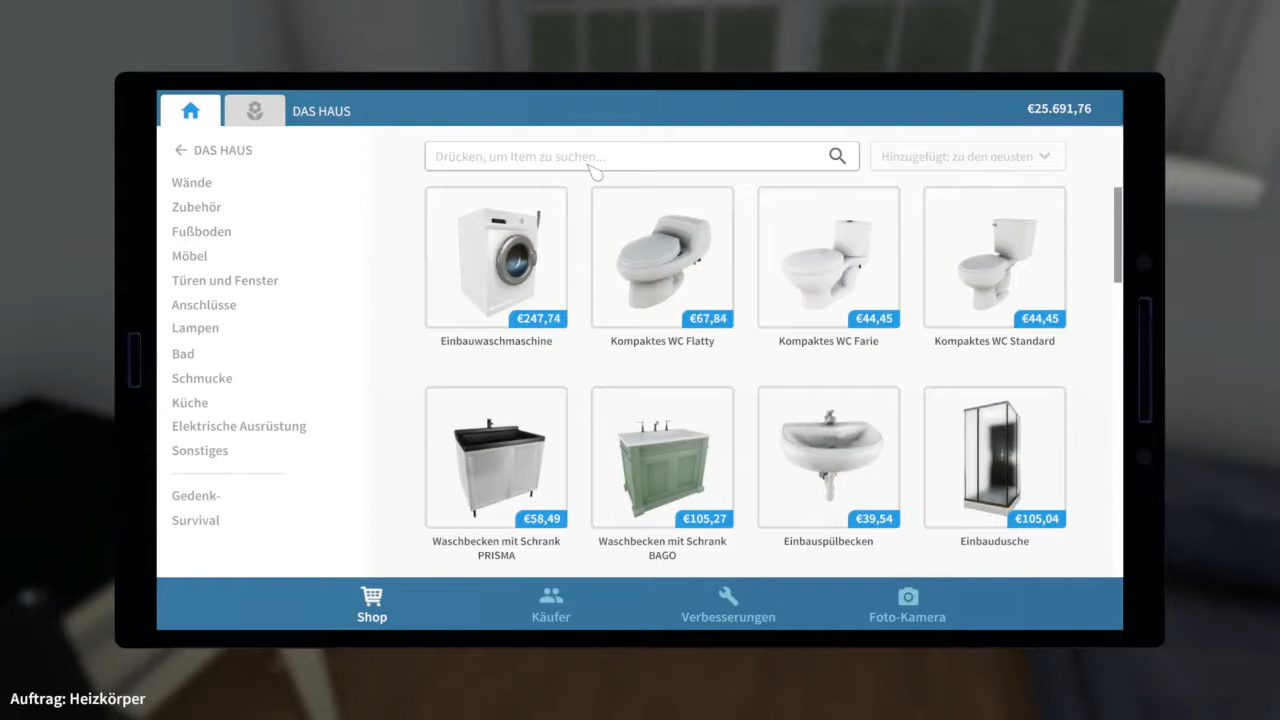 DAS HAUS
€25.691,76
DAS HAUS
Wände
Zubehör
Fußboden
Möbel
Türen und Fenster
Anschlüsse
Lampen
Bad
Schmucke
Küche
Elektrische Ausrüstung
Sonstiges
Gedenk-
Survival
Drücken, um Item zu suchen...
Hinzugefügt: zu den neusten
€247,74
€67,84
€44,45
€44,45
Einbauwaschmaschine
Kompaktes WC Flatty
Kompaktes WC Farie
Kompaktes WC Standard
€58,49
€105,27
€39,54
€105,04
Waschbecken mit Schrank
PRISMA
Waschbecken mit Schrank
BAGO
Einbauspülbecken
Einbaudusche
Shop
Käufer
Verbesserungen
Foto-Kamera
Auftrag: Heizkörper